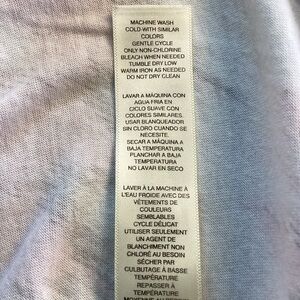 MACHINE WASH
COLD-WITH SIMILAR
COLORS
GENTLE CYCLE
ONLY NON-CHLORINE
BLEACH WHEN NEEDED
TUMBLE DRY LOW
WARM IRON AS NEEDED
DO NOT DRY CLEAN
LAVAR A MÁQUINA CON
AGUA FRIA EN
CICLO SUAVE CON
COLORES SIMILARES,
USAR BLANQUEADOR
SIN CLORO CUANDO SE
NECESITE.
SECAR A MÁQUINA A
BAJA TEMPERATURA
PLANCHAR A BAJA
TEMPERATURA
NO LAVAR EN SECO
LAVER À LA MACHINE À
L'EAU FROIDE AVEC DES
VÊTEMENTS DE
COULEURS
SEMBLABLES
CYCLE DÉLICAT
UTILISER SEULEMENT
UN AGENT DE
BLANCHIMENT NON
CHLORÉ AU BESOIN
SÉCHER PAR
CULBUTAGE À BASSE
TEMPÉRATURE
REPASSER À
TEMPÉRATURE